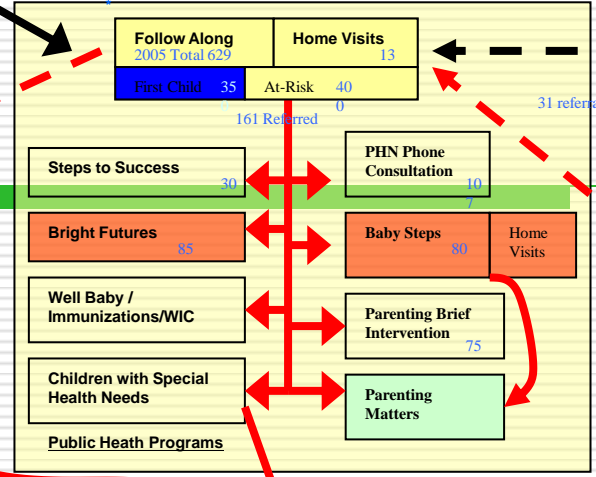 Follow Along
2005 Total 629
Home Visits
13
First Child 35
At-Risk 40
0
161 Referred
31 referra
Steps to Success
30
PHN Phone
Consultation
10
7
Bright Futures
85
Baby Steps
80
Home
Visits
Well Baby /
Immunizations/WIC
Parenting Brief
Intervention
75
Children with Special
Health Needs
Parenting
Matters
Public Heath Programs